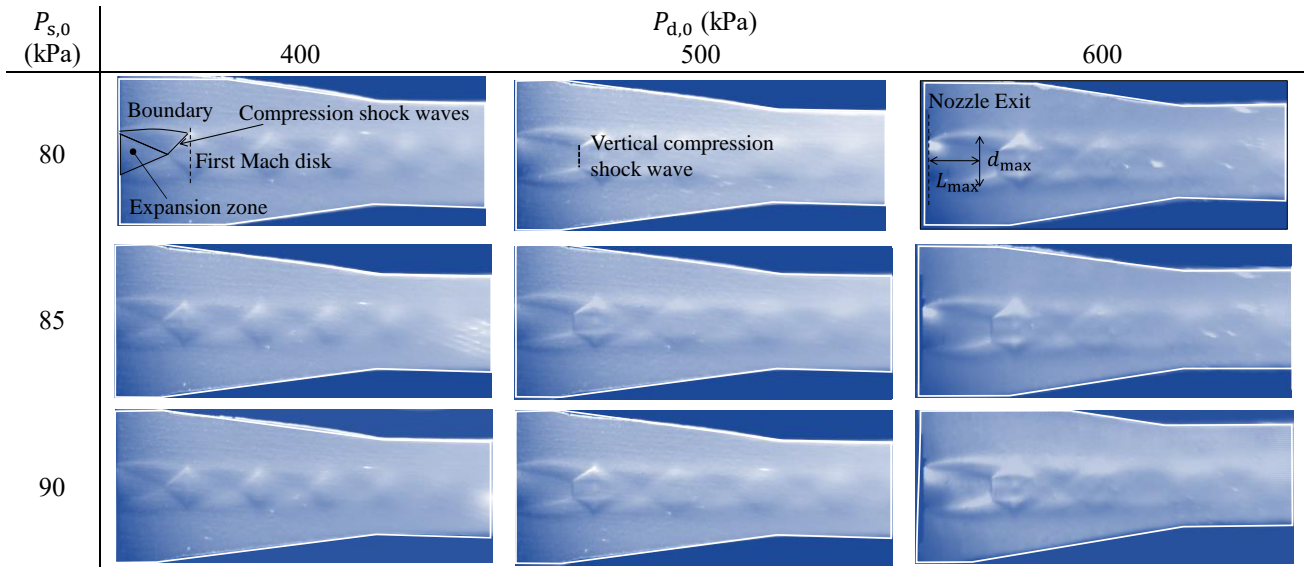 P_s,0 (kPa)
P_d,0 (kPa)
400 500 600
80
Boundary
Compression shock waves
First Mach disk
Expansion zone
Vertical compression
shock wave
Nozzle Exit
d_max
L_max
85
90